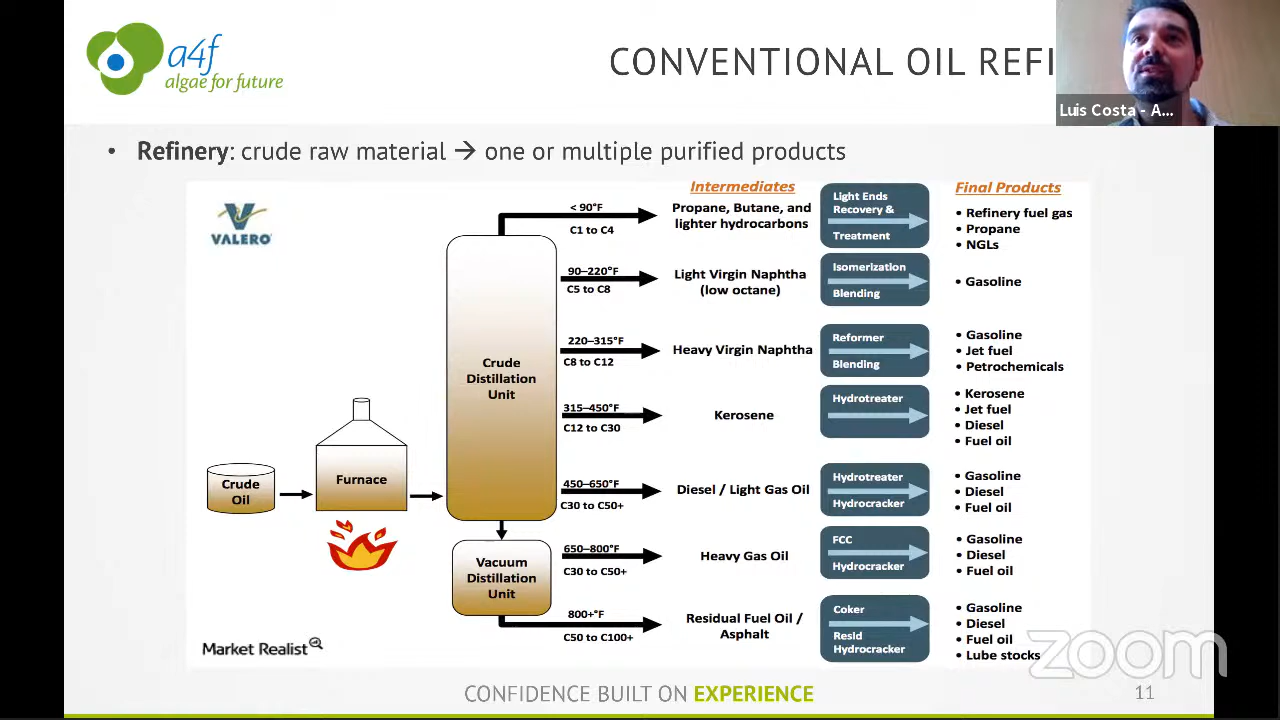 a4f
algae for future
CONVENTIONAL OIL REFI
Luis Costa - A...
• Refinery: crude raw material → one or multiple purified products
VALERO
Intermediates
Final Products
< 90°F
C1 to C4
Propane, Butane, and
lighter hydrocarbons
Light Ends
Recovery &
Treatment
• Refinery fuel gas
• Propane
• NGLs
90–220°F
C5 to C8
Light Virgin Naphtha
(low octane)
Isomerization
Blending
• Gasoline
220–315°F
C8 to C12
Heavy Virgin Naphtha
Reformer
Blending
• Gasoline
• Jet fuel
• Petrochemicals
Crude
Distillation
Unit
315–450°F
C12 to C30
Kerosene
Hydrotreater
• Kerosene
• Jet fuel
• Diesel
• Fuel oil
Crude
Oil
Furnace
450–650°F
C30 to C50+
Diesel / Light Gas Oil
Hydrotreater
Hydrocracker
• Gasoline
• Diesel
• Fuel oil
Vacuum
Distillation
Unit
650–800°F
C30 to C50+
Heavy Gas Oil
FCC
Hydrocracker
• Gasoline
• Diesel
• Fuel oil
800+°F
C50 to C100+
Residual Fuel Oil /
Asphalt
Coker
Resid
Hydrocracker
• Gasoline
• Diesel
• Fuel oil
• Lube stocks
Market Realist
zoom
CONFIDENCE BUILT ON EXPERIENCE
11